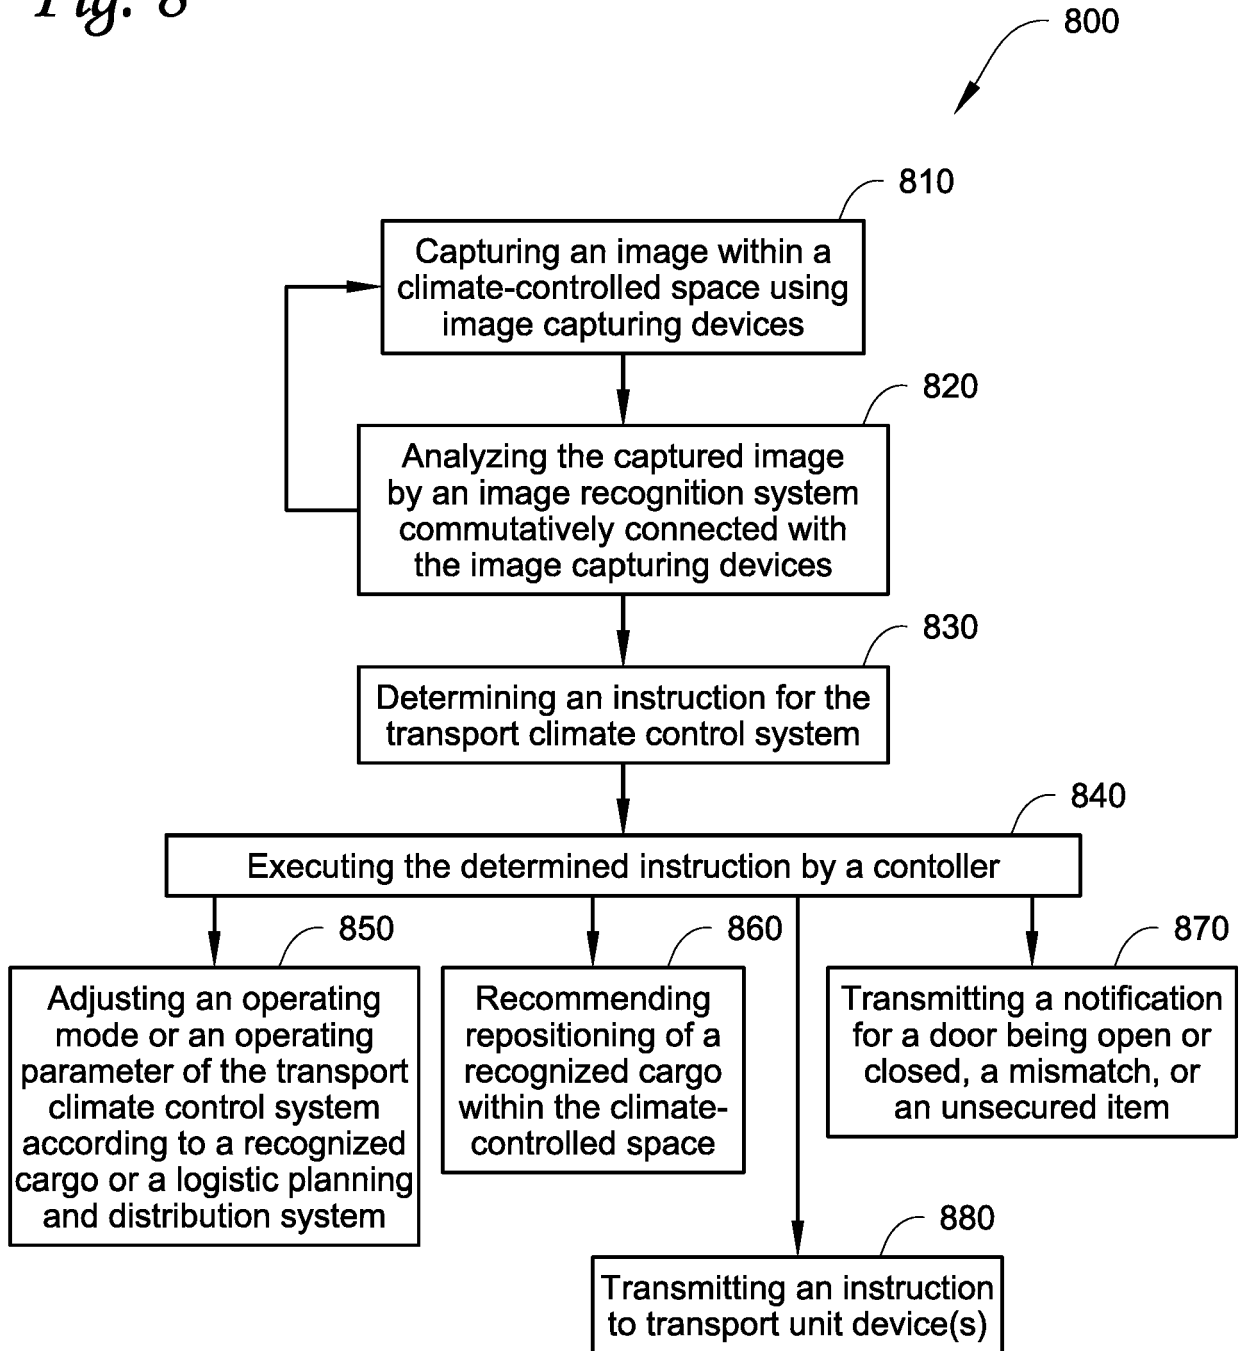 Fig. 8
800
810
Capturing an image within a
climate-controlled space using
image capturing devices
820
Analyzing the captured image
by an image recognition system
commutatively connected with
the image capturing devices
830
Determining an instruction for the
transport climate control system
840
Executing the determined instruction by a contoller
850
Adjusting an operating
mode or an operating
parameter of the transport
climate control system
according to a recognized
cargo or a logistic planning
and distribution system
860
Recommending
repositioning of a
recognized cargo
within the climate-
controlled space
870
Transmitting a notification
for a door being open or
closed, a mismatch, or
an unsecured item
880
Transmitting an instruction
to transport unit device(s)